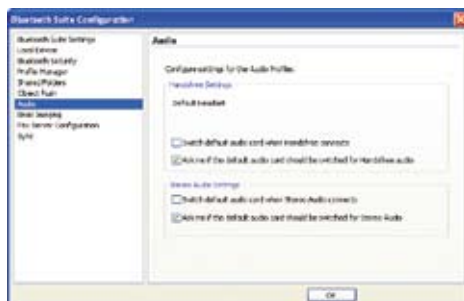 Bluetooth Suite Configuration
Bluetooth Suite Settings
Local Device
Bluetooth Security
Profile Manager
Shared Folders
Object Push
Audio
Basic Imaging
Fax Server Configuration
Sync
Audio
Configure settings for the Audio Profiles.
Handsfree Settings
Default Headset
Switch default audio card when Handsfree connects
Ask me if the default audio card should be switched for Handsfree audio
Stereo Audio Settings
Switch default audio card when Stereo Audio connects
Ask me if the default audio card should be switched for Stereo Audio
OK